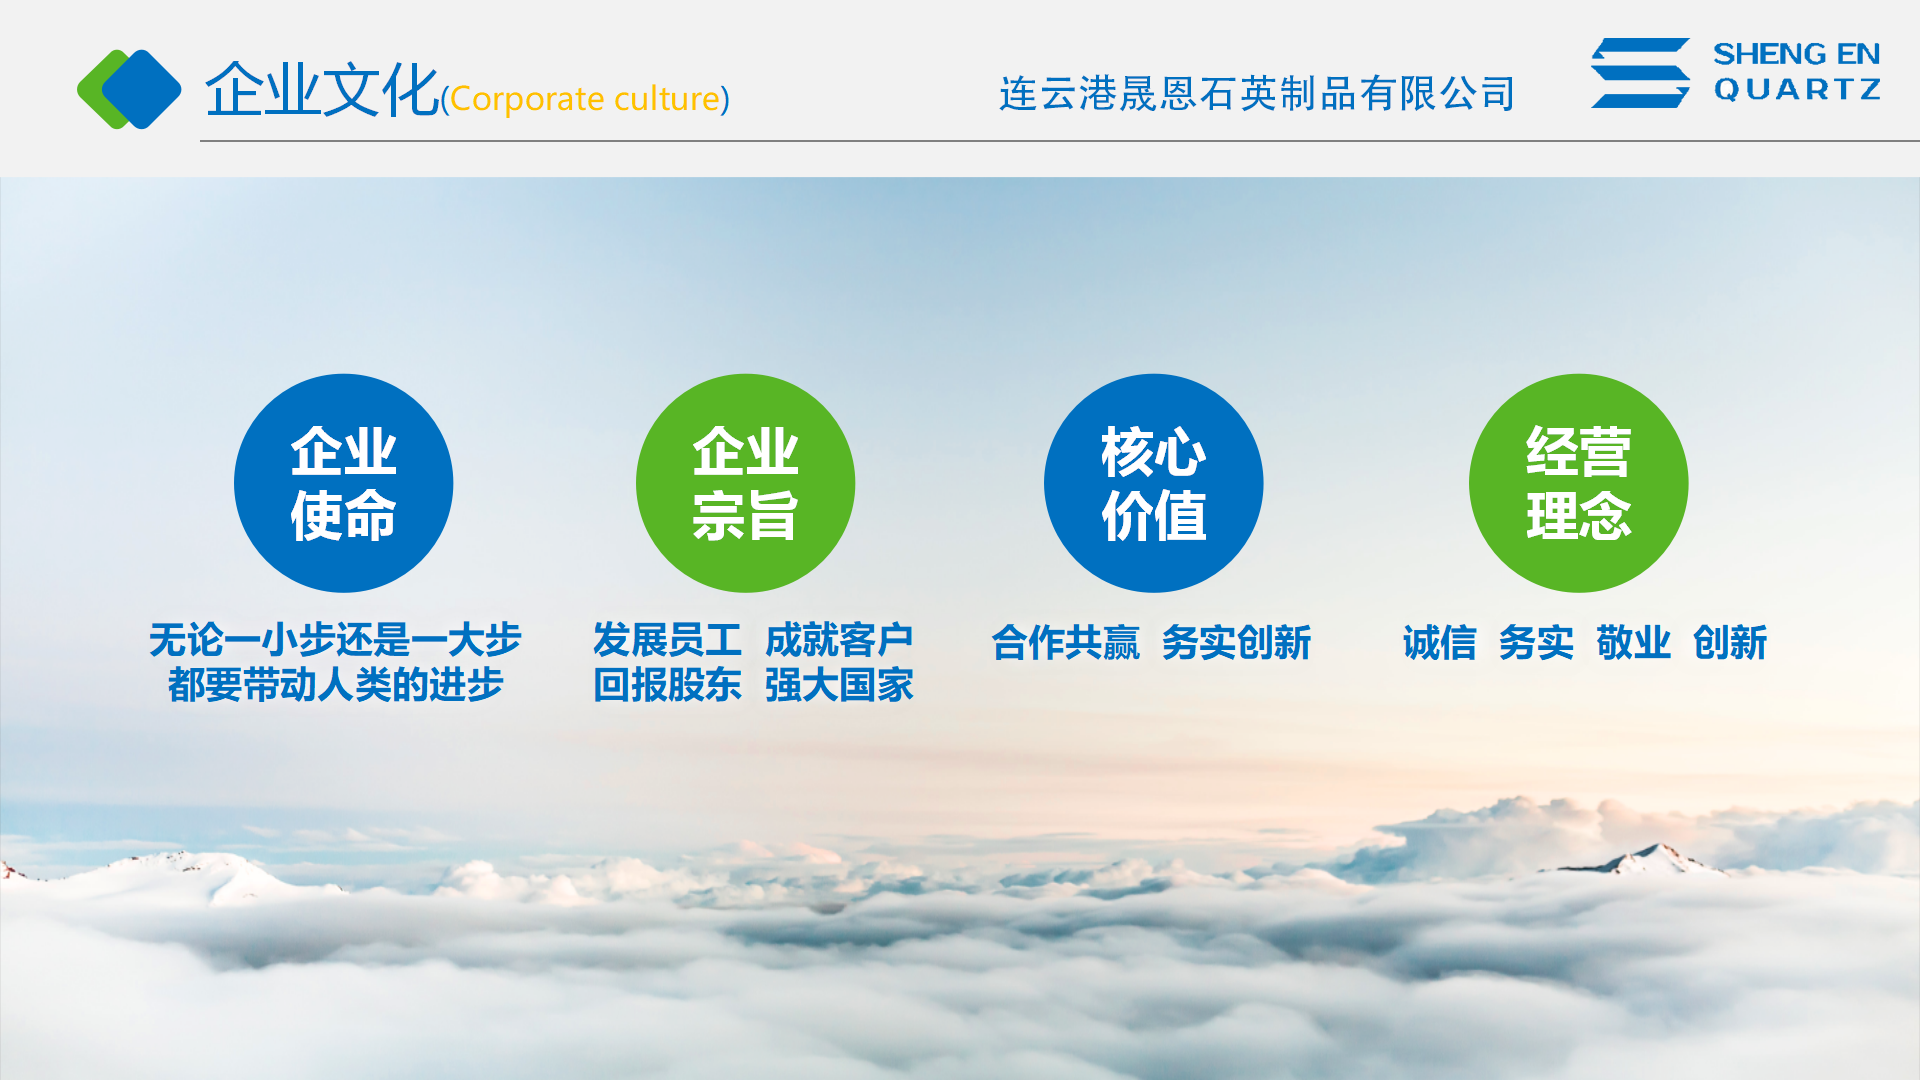 企业文化(Corporate culture)
连云港晟恩石英制品有限公司
SHENG EN
QUARTZ
企业
使命
无论一小步还是一大步
都要带动人类的进步
企业
宗旨
发展员工 成就客户
回报股东 强大国家
核心
价值
合作共赢 务实创新
经营
理念
诚信 务实 敬业 创新